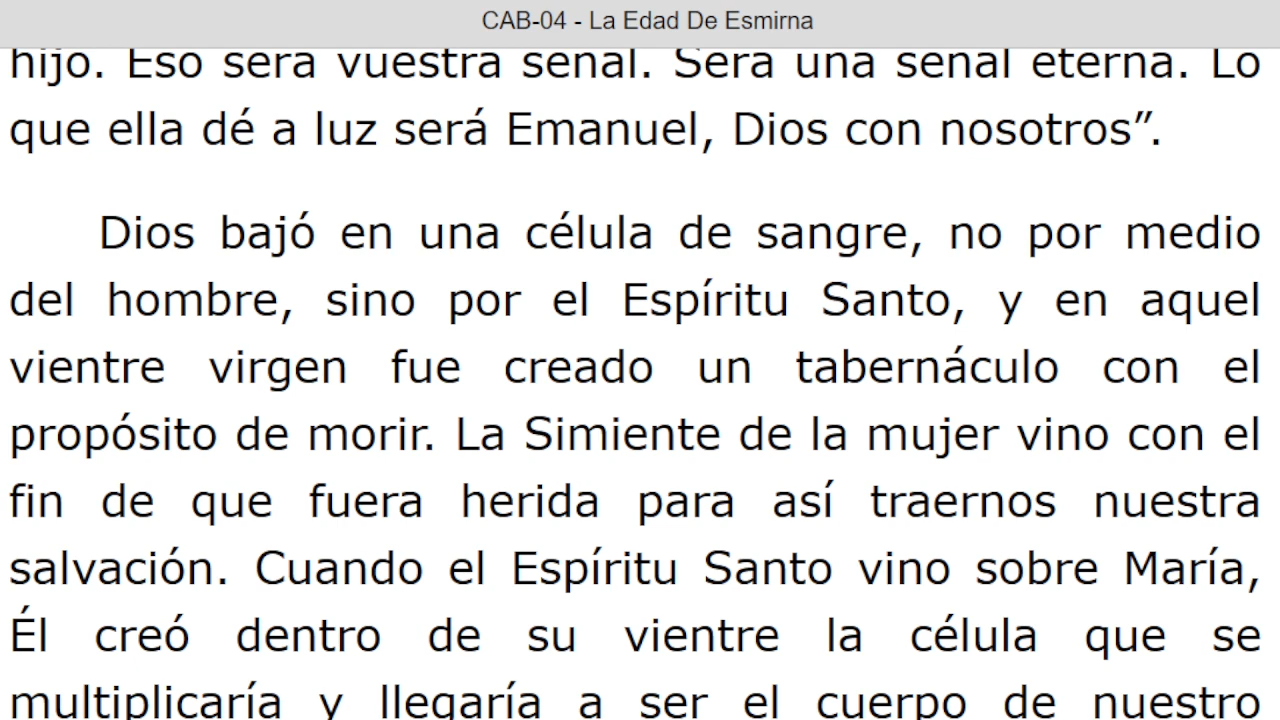 CAB-04 - La Edad De Esmirna
hijo. Eso será vuestra señal. Será una señal eterna. Lo
que ella dé a luz será Emanuel, Dios con nosotros”.
Dios bajó en una célula de sangre, no por medio
del hombre, sino por el Espíritu Santo, y en aquel
vientre virgen fue creado un tabernáculo con el
propósito de morir. La Simiente de la mujer vino con el
fin de que fuera herida para así traernos nuestra
salvación. Cuando el Espíritu Santo vino sobre María,
Él creó dentro de su vientre la célula que se
multiplicaría y llegaría a ser el cuerpo de nuestro